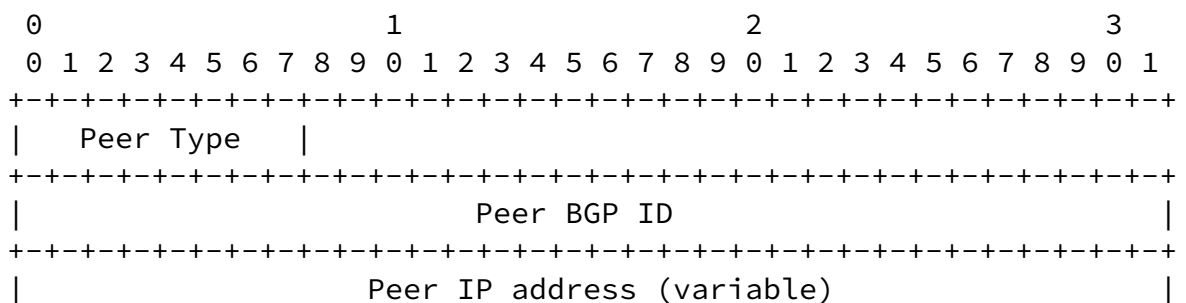 0                   1                   2                   3
0 1 2 3 4 5 6 7 8 9 0 1 2 3 4 5 6 7 8 9 0 1 2 3 4 5 6 7 8 9 0 1
+-+-+-+-+-+-+-+-+-+-+-+-+-+-+-+-+-+-+-+-+-+-+-+-+-+-+-+-+-+-+-+-+
|   Peer Type   |
+-+-+-+-+-+-+-+-+-+-+-+-+-+-+-+-+-+-+-+-+-+-+-+-+-+-+-+-+-+-+-+-+
|                         Peer BGP ID                           |
+-+-+-+-+-+-+-+-+-+-+-+-+-+-+-+-+-+-+-+-+-+-+-+-+-+-+-+-+-+-+-+-+
|                   Peer IP address (variable)                  |